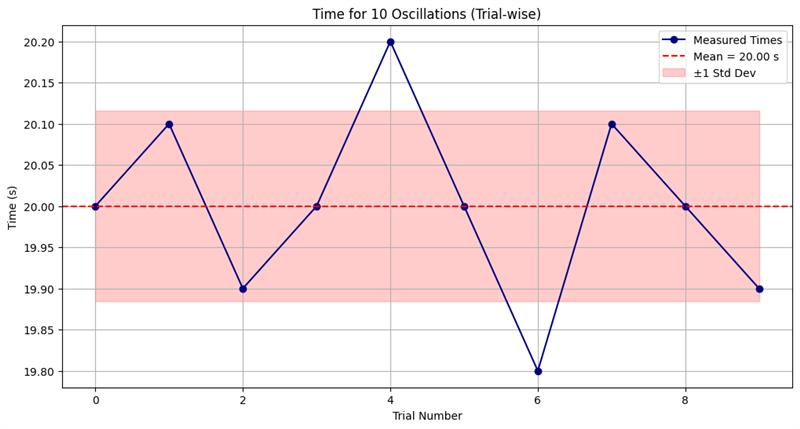 Time for 10 Oscillations (Trial-wise)
Measured Times
Mean = 20.00 s
±1 Std Dev
20.20
20.15
20.10
20.05
20.00
19.95
19.90
19.85
19.80
Time (s)
0 2 4 6 8
Trial Number